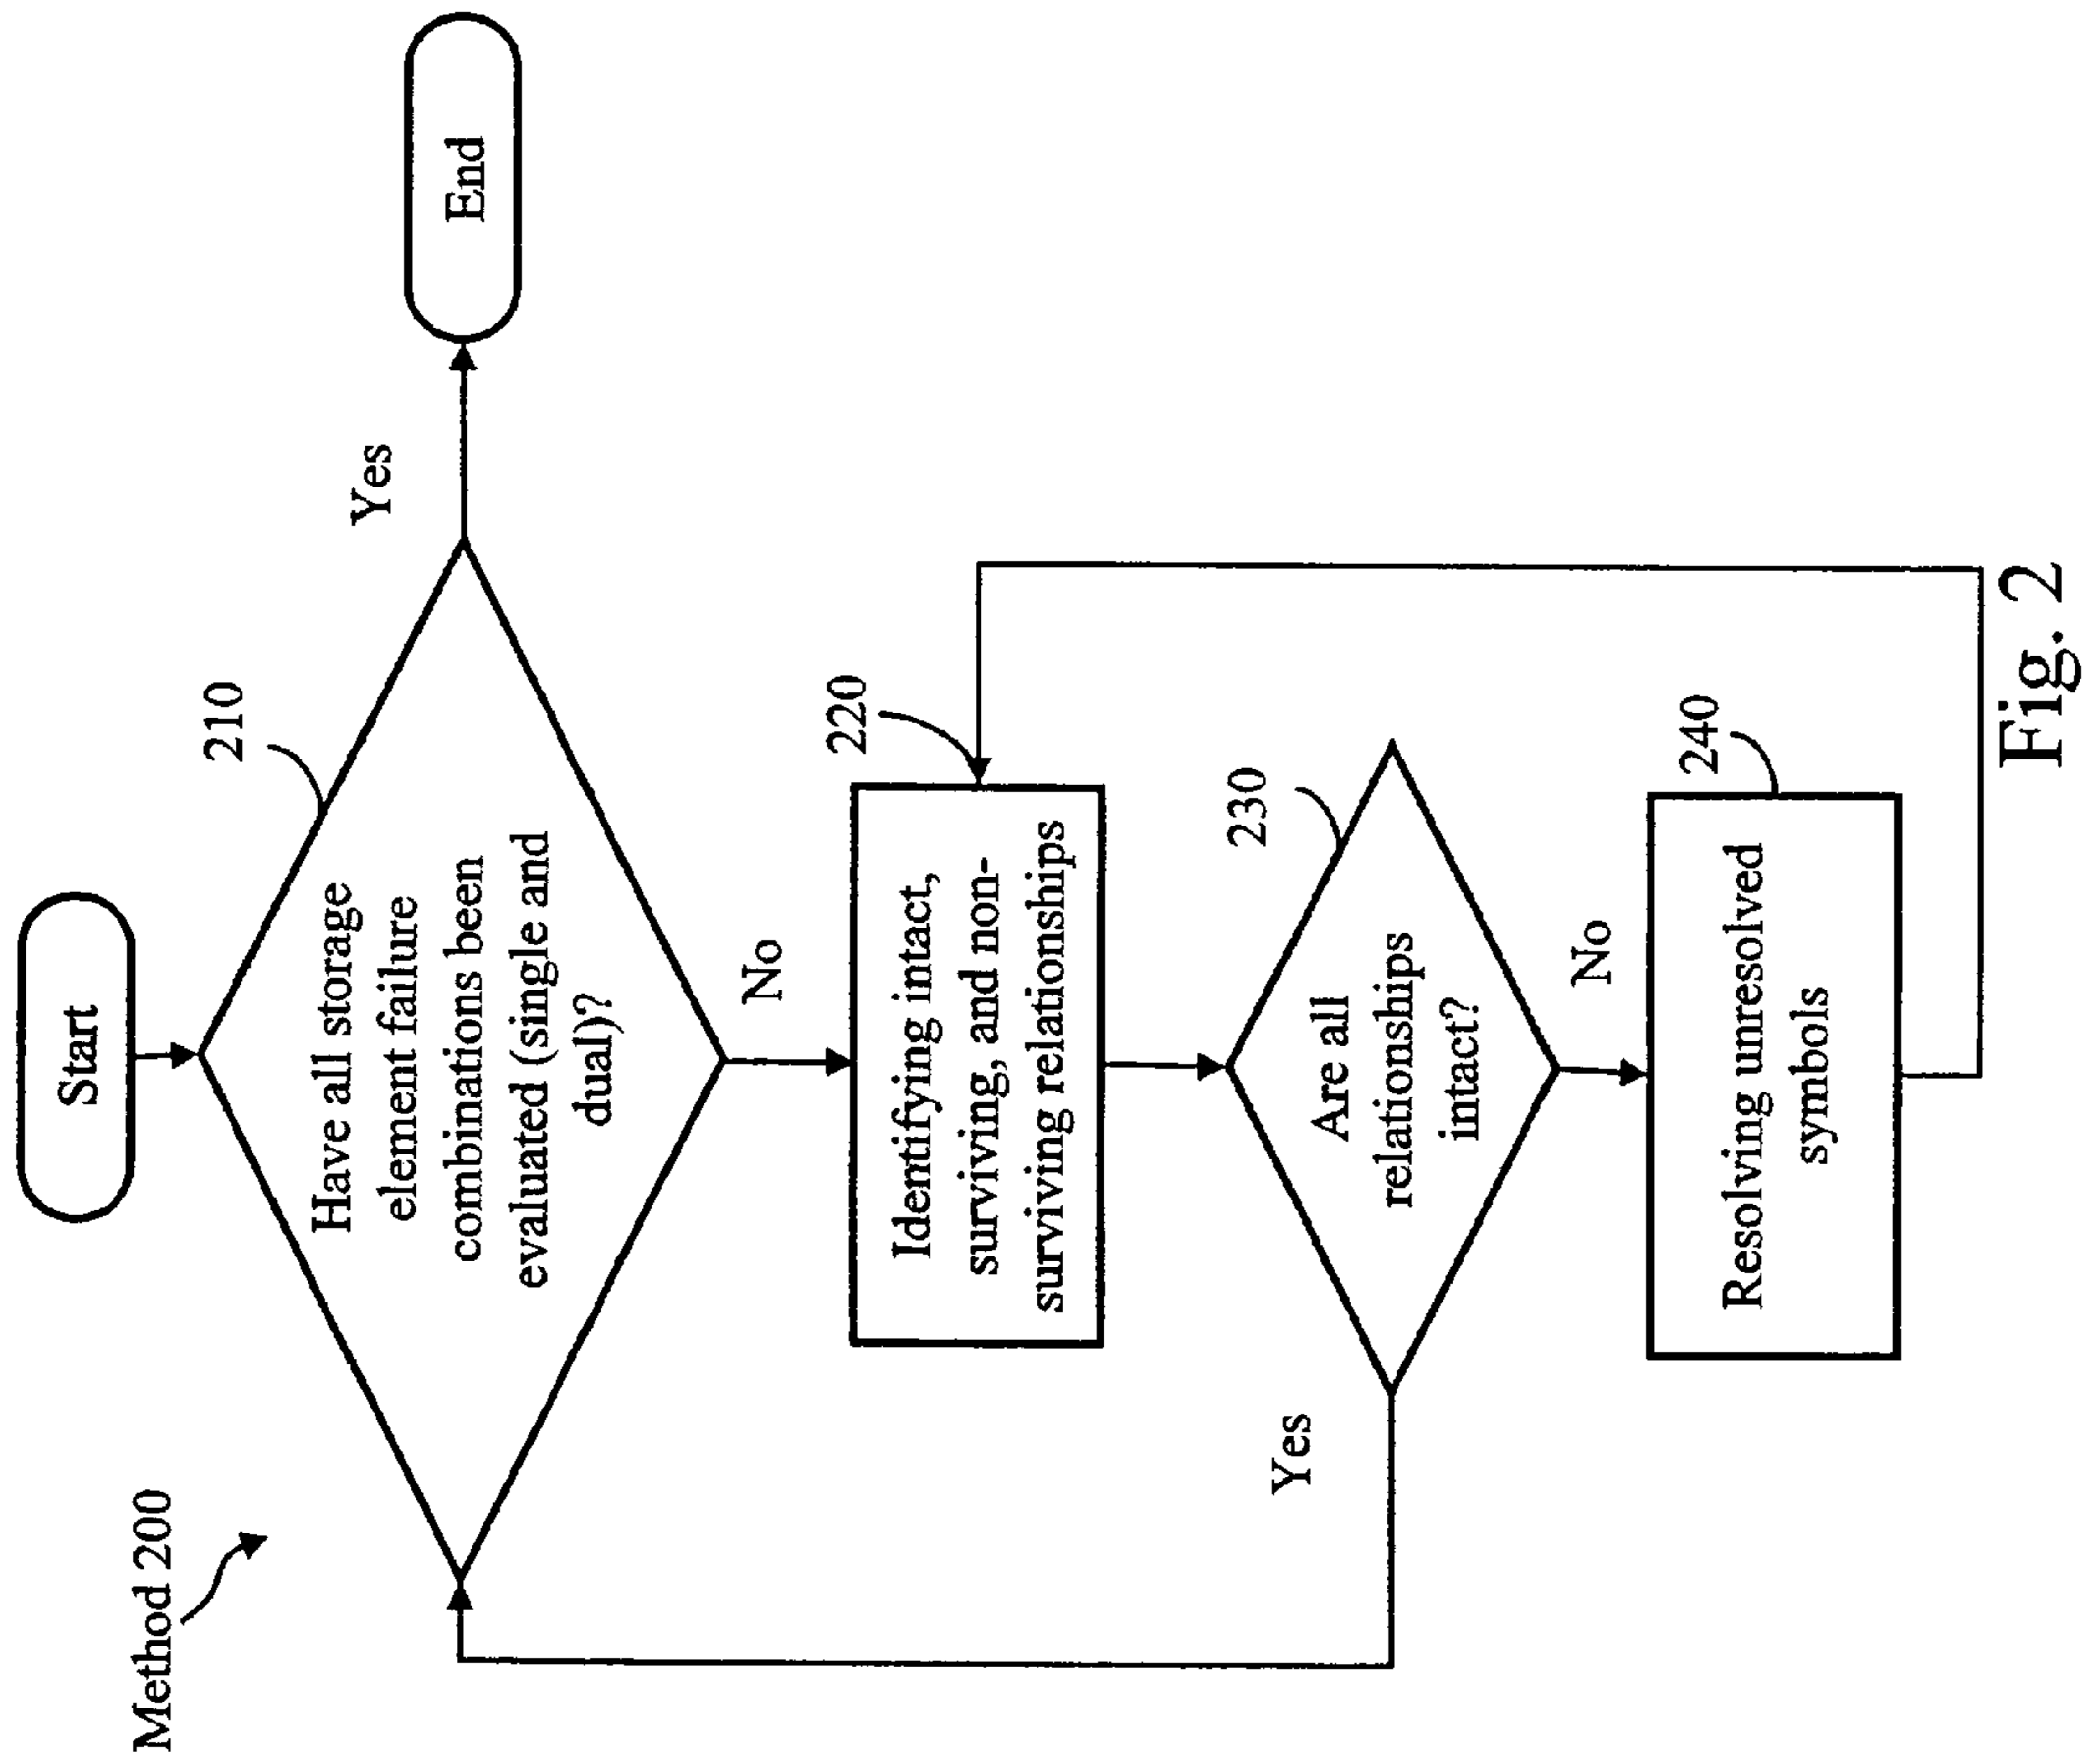 Method 200
Start
210
Have all storage
element failure
combinations been
evaluated (single and
dual)?
Yes
End
No
220
Identifying intact,
surviving, and non-
surviving relationships
230
Are all
relationships
intact?
Yes
No
240
Resolving unresolved
symbols
Fig. 2